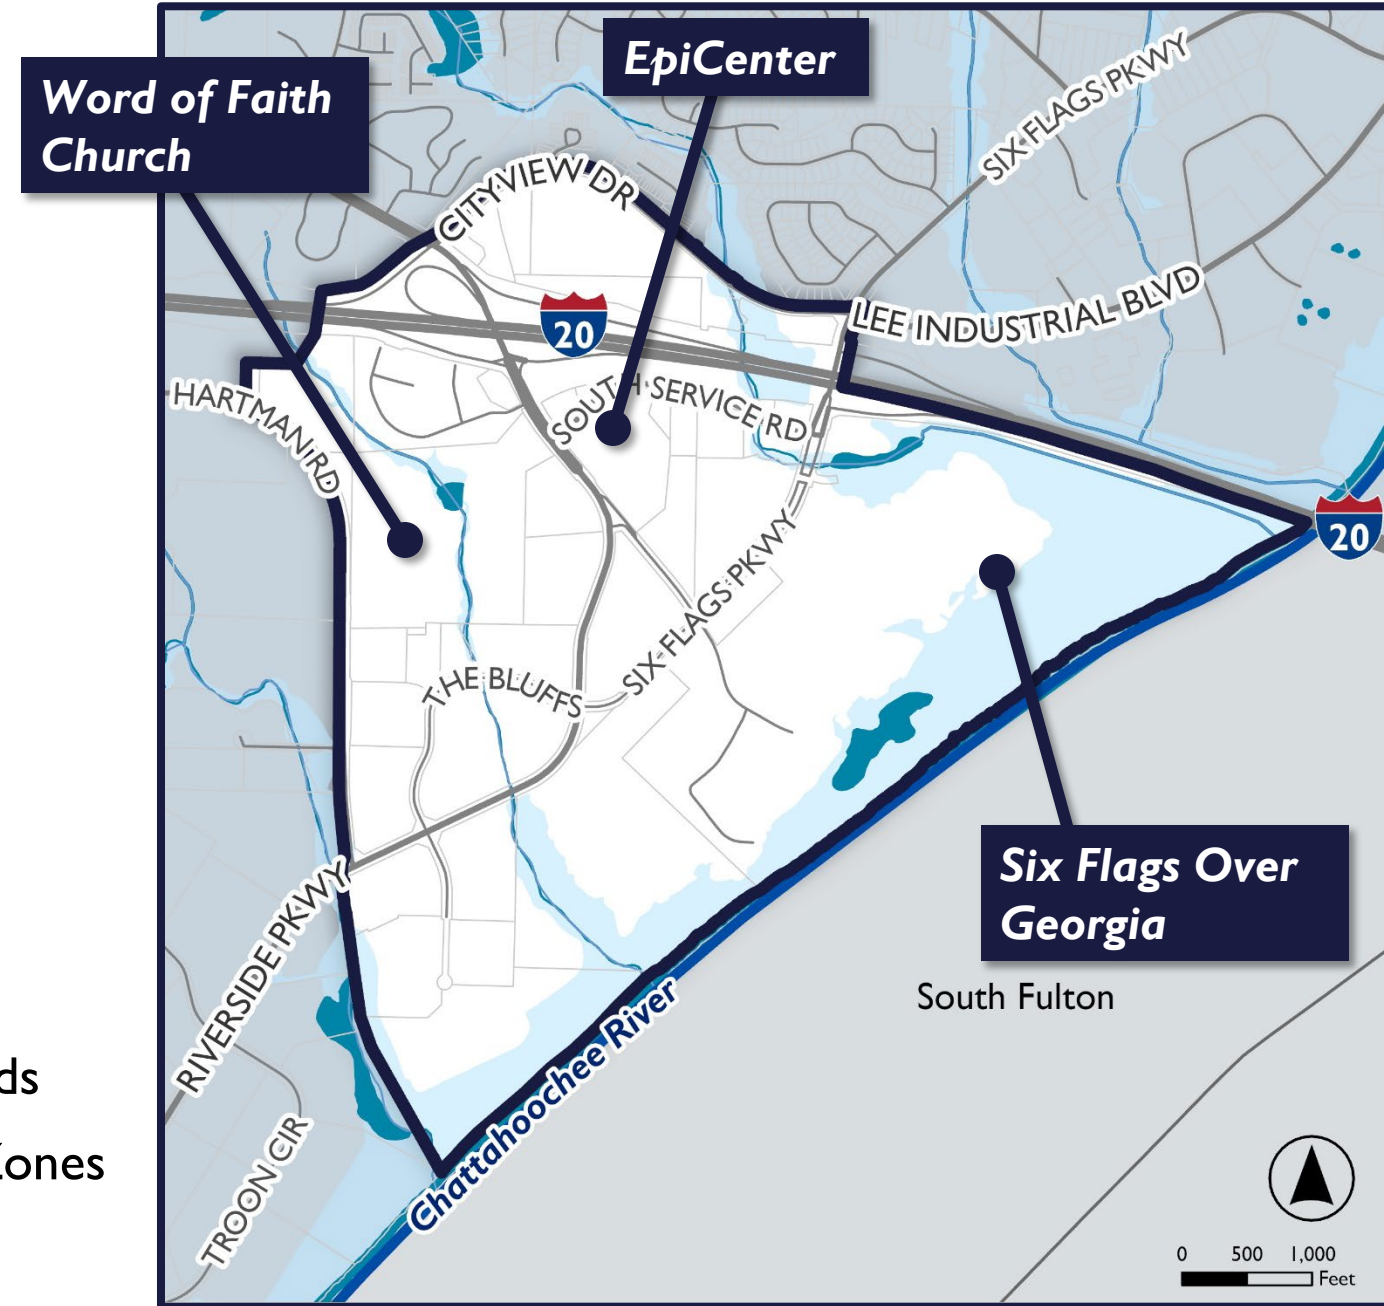 EpiCenter
Word of Faith
Church
SIX FLAGS PKWY
CITYVIEW DR
LEE INDUSTRIAL BLVD
20
HARTMAN RD
SOUTH SERVICE RD
20
SIX FLAGS PKWY
THE BLUFFS
Six Flags Over
Georgia
RIVERSIDE PKWY
South Fulton
Chattahoochee River
ds
Zones
TROON CIR
0 500 1,000
Feet